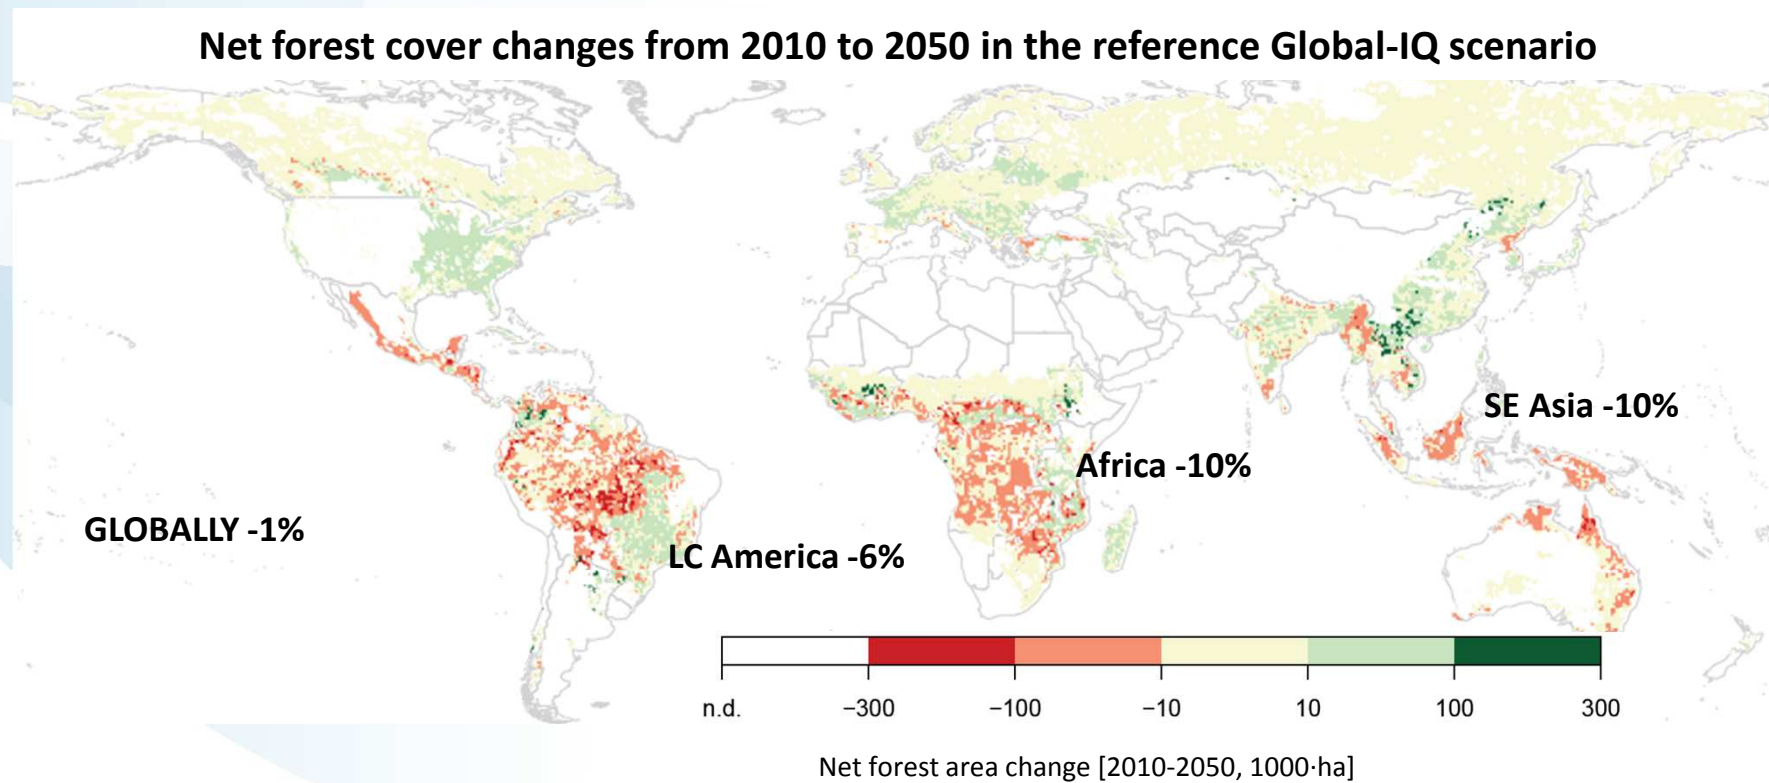 Net forest cover changes from 2010 to 2050 in the reference Global-IQ scenario
SE Asia -10%
Africa -10%
GLOBALLY -1%
LC America -6%
n.d. −300 −100 −10 10 100 300
Net forest area change [2010-2050, 1000·ha]